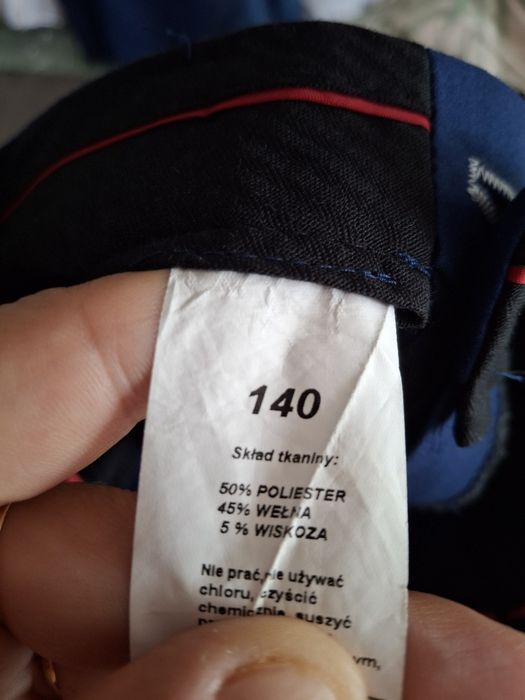 140
Skład tkaniny:
50% POLIESTER
45% WEŁNA
5 % WISKOZA
Nie prać, nie używać
chloru, czyścić
chemicznie, suszyć